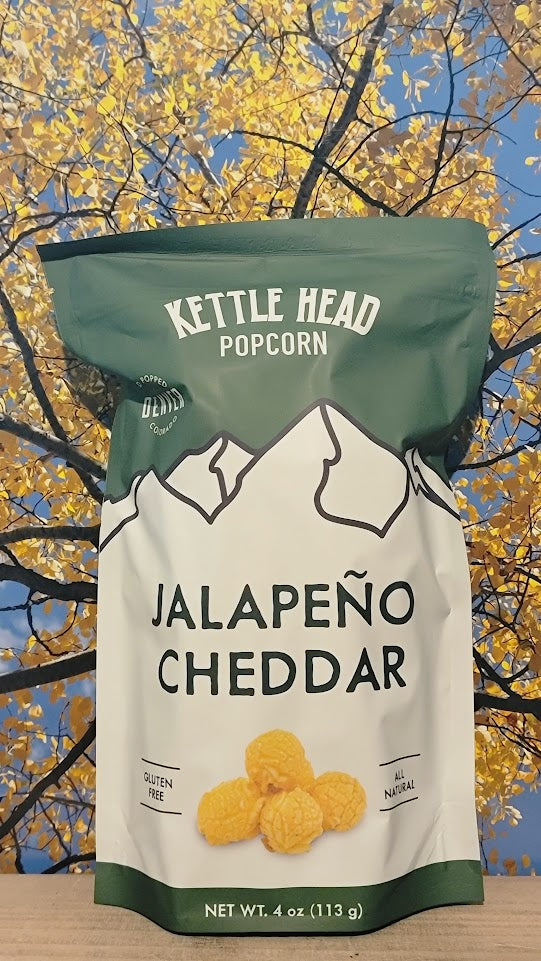 KETTLE HEAD
POPCORN
POPPED
DENVER
COLORADO
JALAPEÑO
CHEDDAR
GLUTEN
FREE
ALL
NATURAL
NET WT. 4 oz (113 g)